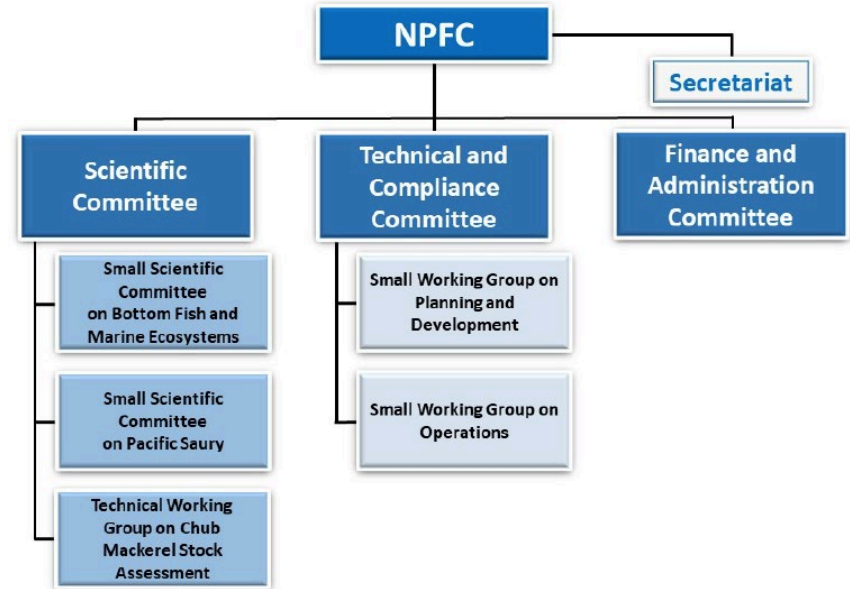 NPFC
Secretariat
Scientific
Committee
Technical and
Compliance
Committee
Finance and
Administration
Committee
Small Scientific
Committee
on Bottom Fish and
Marine Ecosystems
Small Scientific
Committee
on Pacific Saury
Technical Working
Group on Chub
Mackerel Stock
Assessment
Small Working Group on
Planning and
Development
Small Working Group on
Operations